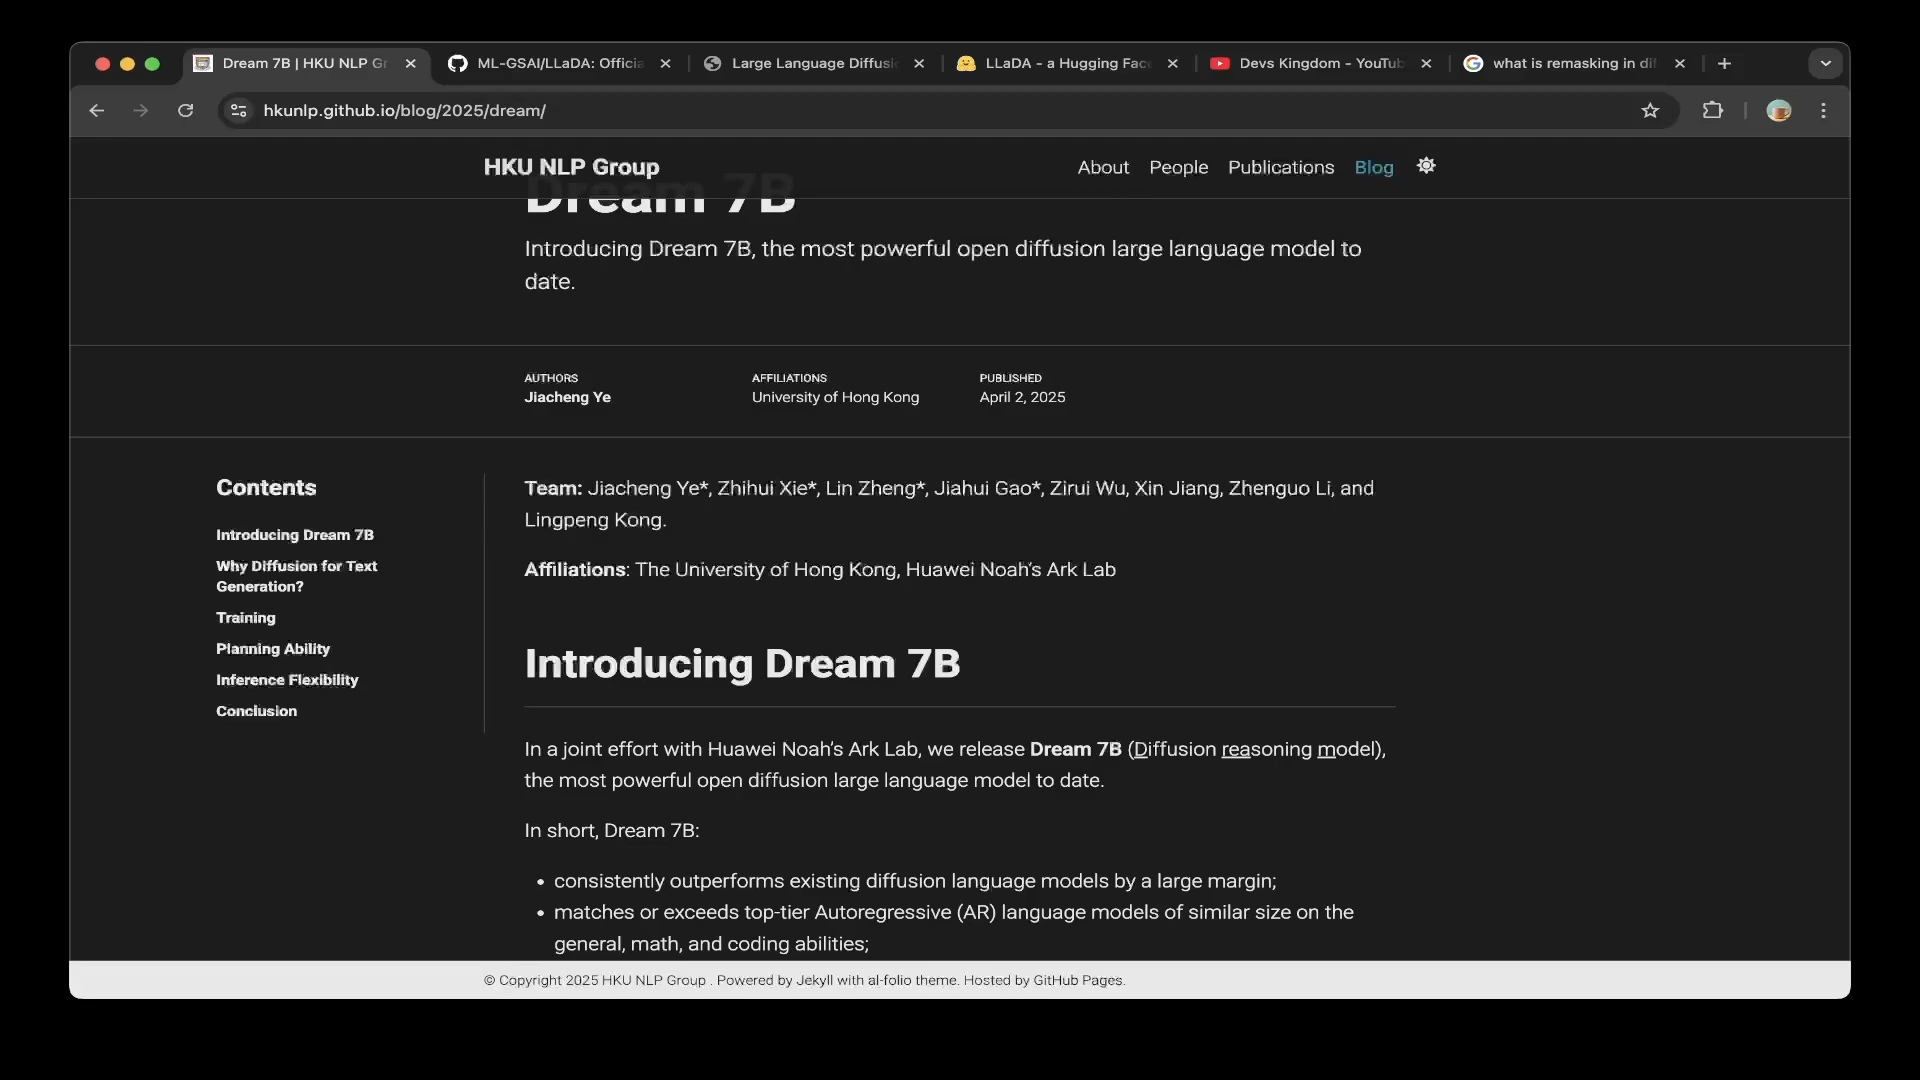 Dream 7B | HKU NLP Gr
ML-GSAI/LLaDA: Officia
Large Language Diffusi
LLaDA - a Hugging Fac
Devs Kingdom - YouTub
what is remasking in dif
hkunlp.github.io/blog/2025/dream/
HKU NLP Group
About People Publications Blog
Dream 7B
Introducing Dream 7B, the most powerful open diffusion large language model to
date.
AUTHORS
Jiacheng Ye
AFFILIATIONS
University of Hong Kong
PUBLISHED
April 2, 2025
Contents
Introducing Dream 7B
Why Diffusion for Text
Generation?
Training
Planning Ability
Inference Flexibility
Conclusion
Team: Jiacheng Ye*, Zhihui Xie*, Lin Zheng*, Jiahui Gao*, Zirui Wu, Xin Jiang, Zhenguo Li, and
Lingpeng Kong.
Affiliations: The University of Hong Kong, Huawei Noah's Ark Lab
Introducing Dream 7B
In a joint effort with Huawei Noah's Ark Lab, we release Dream 7B (Diffusion reasoning model),
the most powerful open diffusion large language model to date.
In short, Dream 7B:
• consistently outperforms existing diffusion language models by a large margin;
• matches or exceeds top-tier Autoregressive (AR) language models of similar size on the
general, math, and coding abilities;
© Copyright 2025 HKU NLP Group . Powered by Jekyll with al-folio theme. Hosted by GitHub Pages.